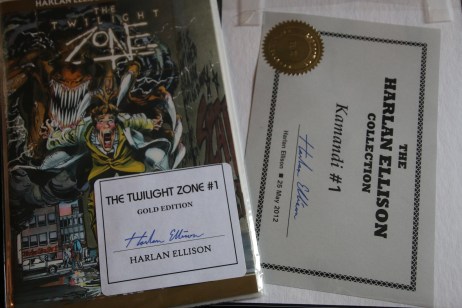 HARLAN ELL
THE
TWILIGHT
ZONE
THE TWILIGHT ZONE #1
GOLD EDITION
Harlan Ellison
HARLAN ELLISON
THE
HARLAN ELLISON
COLLECTION
Kamandi #1
Harlan Ellison
Harlan Ellison ■ 25 May 2012